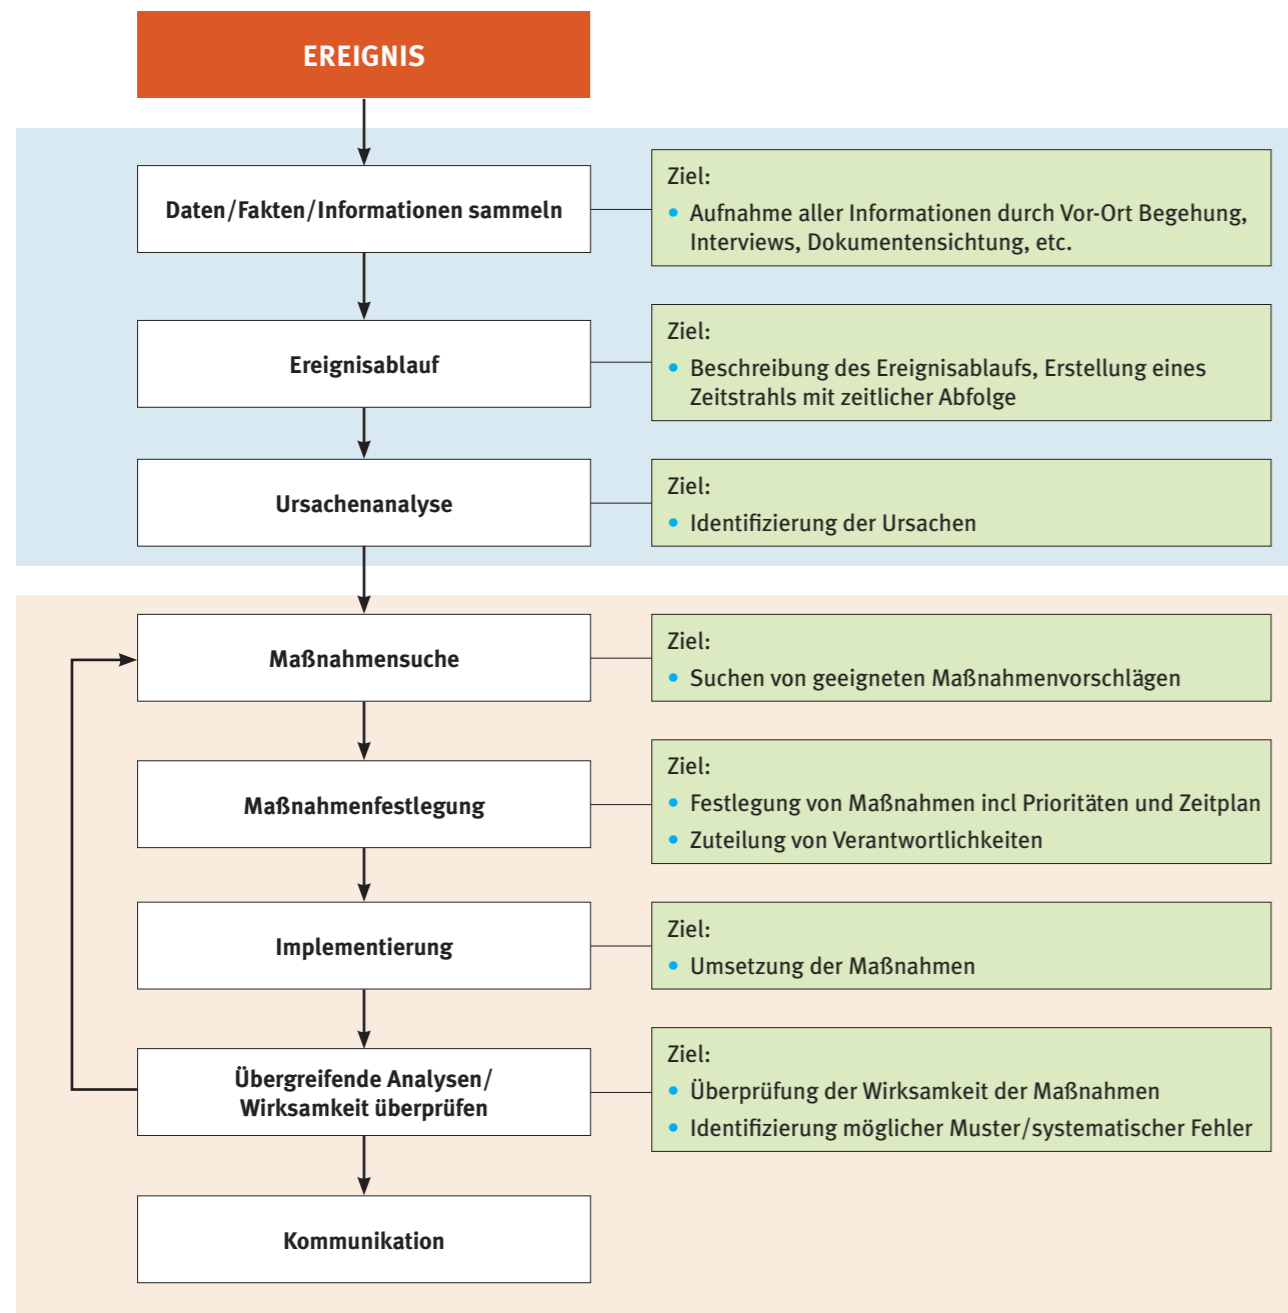 EREIGNIS
Daten/Fakten/Informationen sammeln
Ziel:
• Aufnahme aller Informationen durch Vor-Ort Begehung,
Interviews, Dokumentensichtung, etc.
Ereignisablauf
Ziel:
• Beschreibung des Ereignisablaufs, Erstellung eines
Zeitstrahls mit zeitlicher Abfolge
Ursachenanalyse
Ziel:
• Identifizierung der Ursachen
Maßnahmensuche
Ziel:
• Suchen von geeigneten Maßnahmenvorschlägen
Maßnahmenfestlegung
Ziel:
• Festlegung von Maßnahmen incl Prioritäten und Zeitplan
• Zuteilung von Verantwortlichkeiten
Implementierung
Ziel:
• Umsetzung der Maßnahmen
Übergreifende Analysen/
Wirksamkeit überprüfen
Ziel:
• Überprüfung der Wirksamkeit der Maßnahmen
• Identifizierung möglicher Muster/systematischer Fehler
Kommunikation